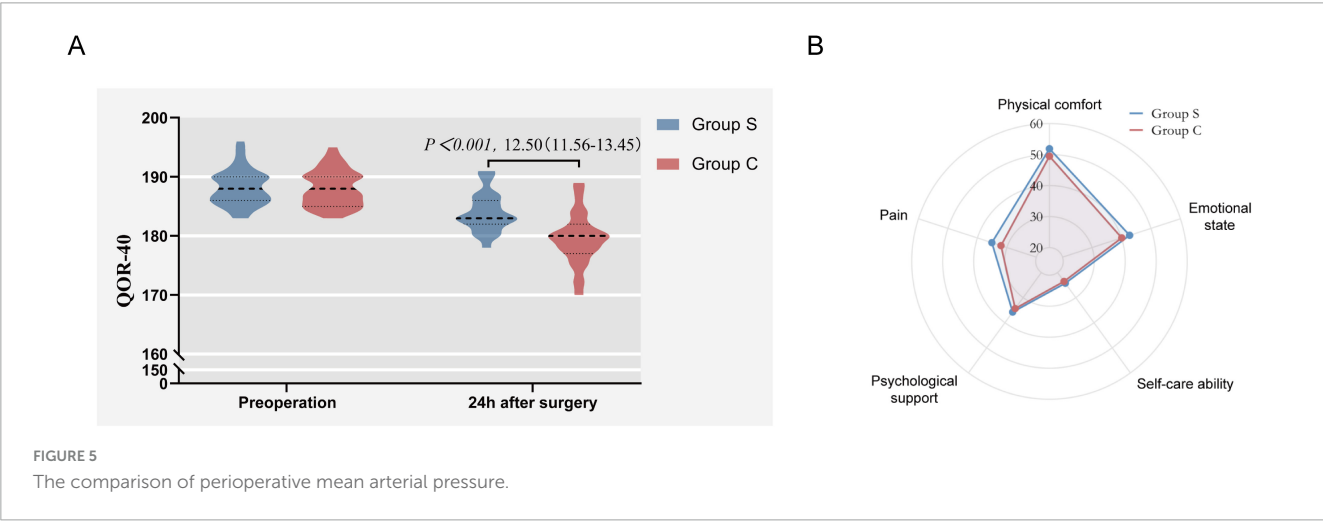 A
200
190
180
170
160
150
0
QOR-40
P<0.001, 12.50(11.56-13.45)
Preoperation
24h after surgery
Group S
Group C
B
Physical comfort
Group S
Group C
60
50
40
30
20
Emotional
state
Pain
Psychological
support
Self-care ability
FIGURE 5
The comparison of perioperative mean arterial pressure.